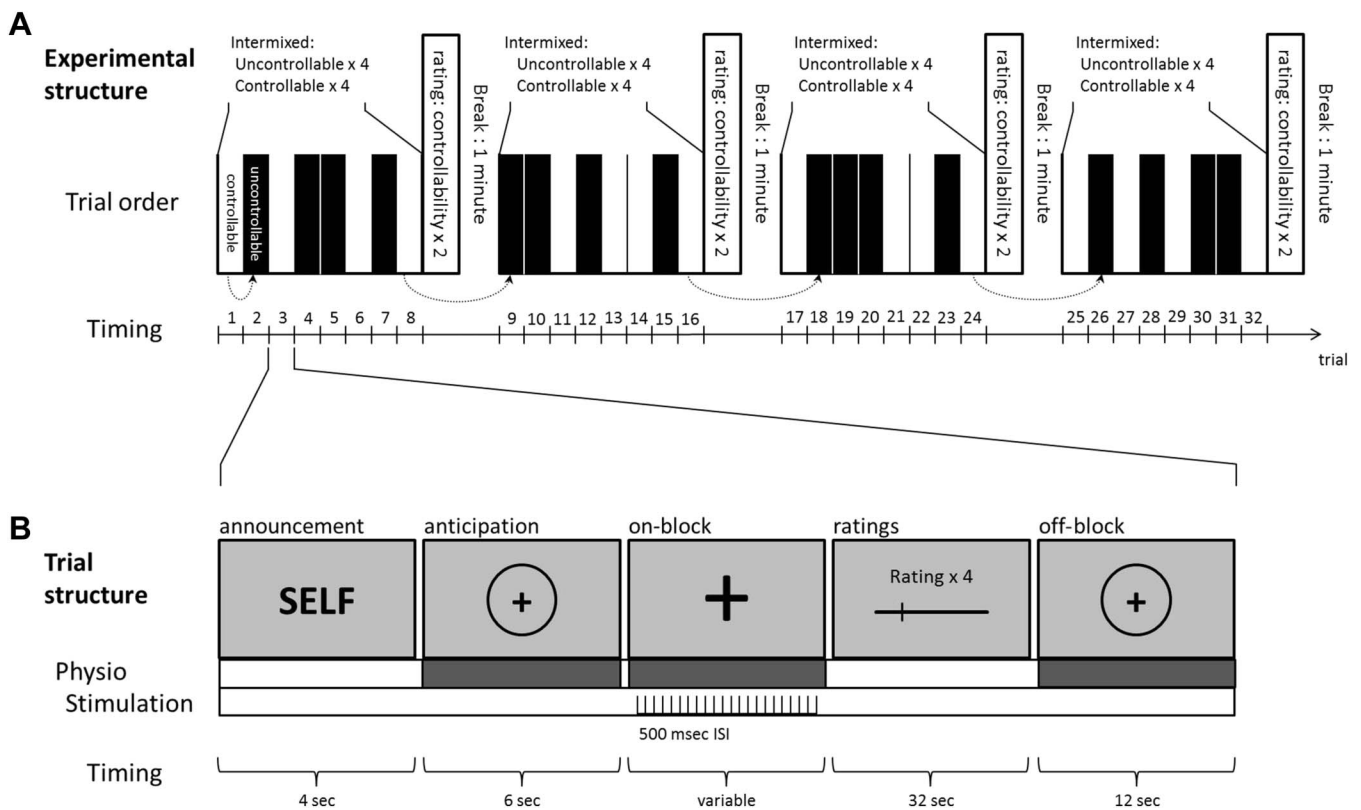 A
Experimental
structure
Intermixed:
Uncontrollable x 4
Controllable x 4
rating: controllability x 2
Break : 1 minute
Intermixed:
Uncontrollable x 4
Controllable x 4
rating: controllability x 2
Break : 1 minute
Intermixed:
Uncontrollable x 4
Controllable x 4
rating: controllability x 2
Break : 1 minute
Intermixed:
Uncontrollable x 4
Controllable x 4
rating: controllability x 2
Break : 1 minute
Trial order
controllable
uncontrollable
Timing
1 2 3 4 5 6 7 8 9 10 11 12 13 14 15 16 17 18 19 20 21 22 23 24 25 26 27 28 29 30 31 32
trial
B
Trial
structure
announcement anticipation on-block ratings off-block
SELF
Rating x 4
Physio
Stimulation
500 msec ISI
Timing
4 sec 6 sec variable 32 sec 12 sec